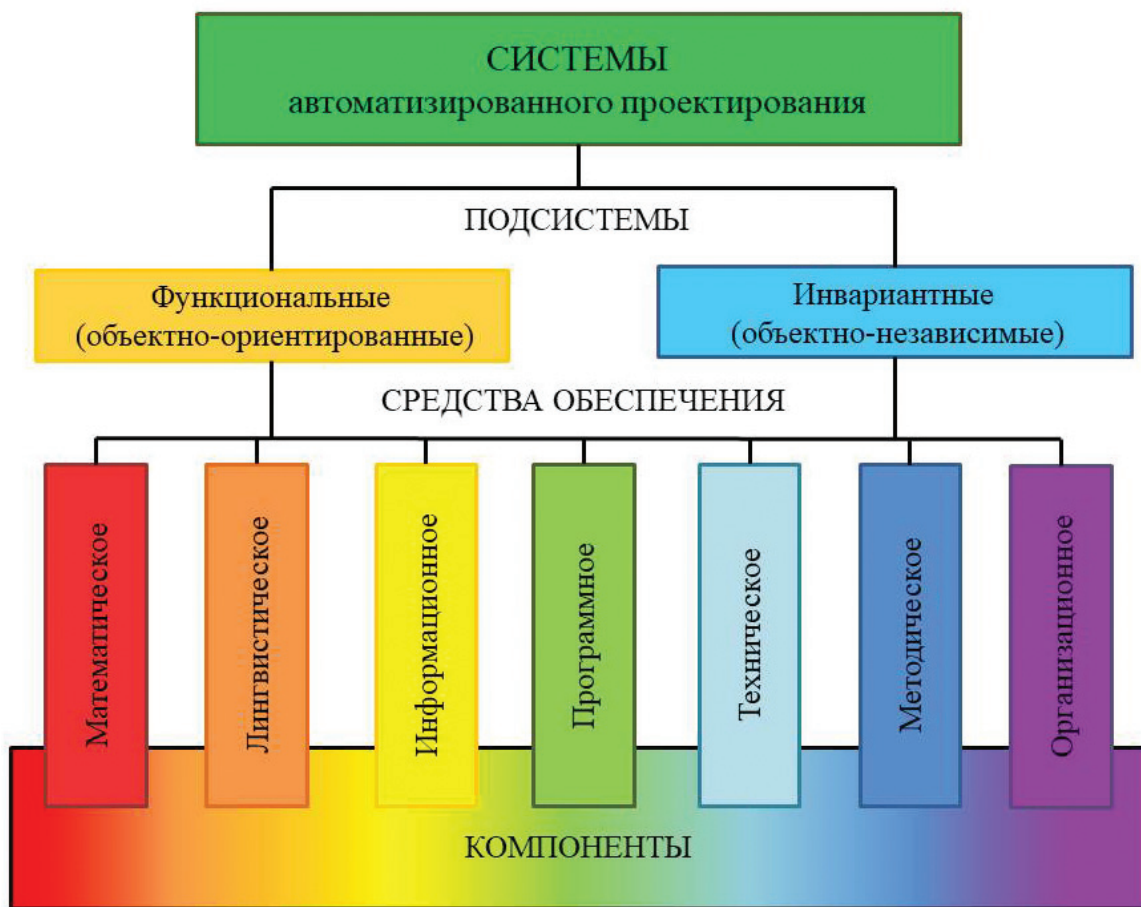 СИСТЕМЫ
автоматизированного проектирования
ПОДСИСТЕМЫ
Функциональные
(объектно-ориентированные)
Инвариантные
(объектно-независимые)
СРЕДСТВА ОБЕСПЕЧЕНИЯ
Математическое
Лингвистическое
Информационное
Программное
Техническое
Методическое
Организационное
КОМПОНЕНТЫ